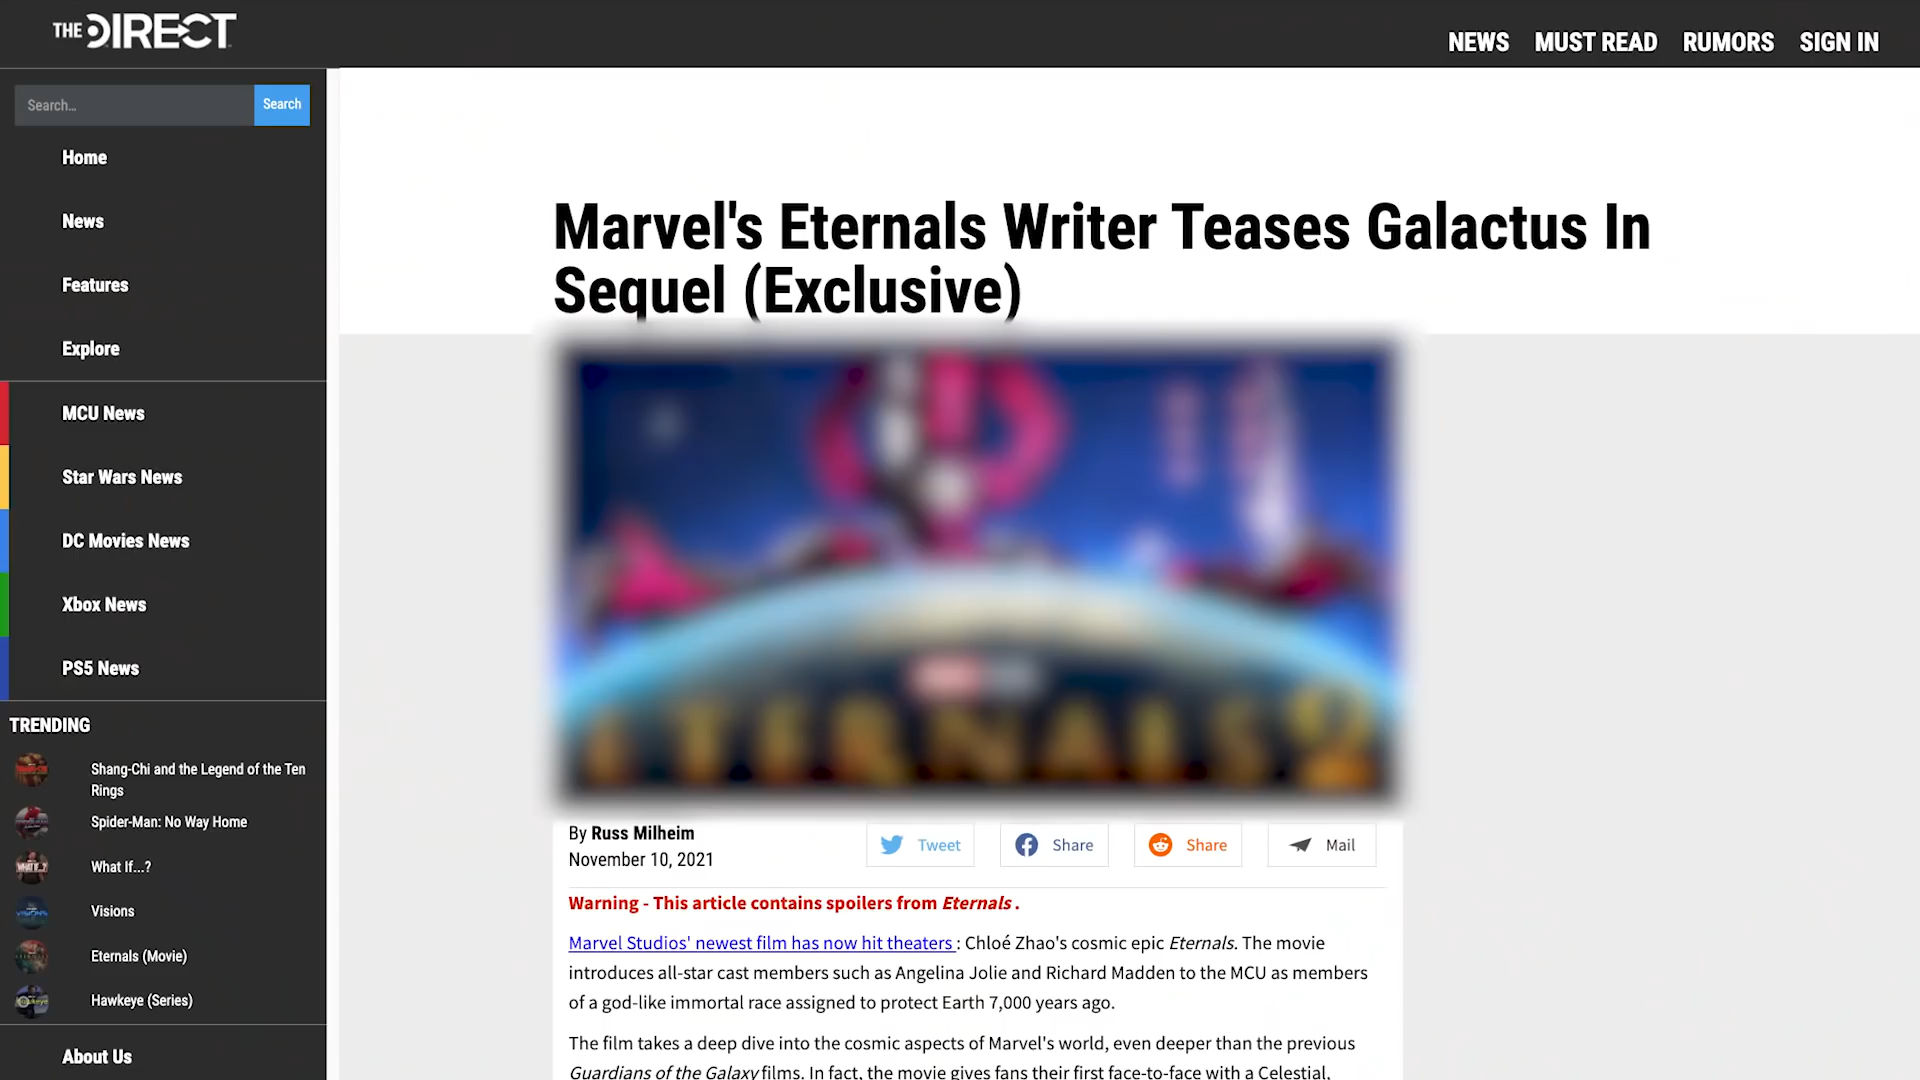 THE DIRECT
NEWS MUST READ RUMORS SIGN IN
Search...
Search
Home
News
Features
Explore
MCU News
Star Wars News
DC Movies News
Xbox News
PS5 News
TRENDING
Shang-Chi and the Legend of the Ten
Rings
Spider-Man: No Way Home
What If...?
Visions
Eternals (Movie)
Hawkeye (Series)
About Us
Marvel's Eternals Writer Teases Galactus In
Sequel (Exclusive)
ETERNALS 2
By Russ Milheim
November 10, 2021
Tweet
Share
Share
Mail
Warning - This article contains spoilers from Eternals .
Marvel Studios' newest film has now hit theaters : Chloé Zhao's cosmic epic Eternals. The movie
introduces all-star cast members such as Angelina Jolie and Richard Madden to the MCU as members
of a god-like immortal race assigned to protect Earth 7,000 years ago.
The film takes a deep dive into the cosmic aspects of Marvel's world, even deeper than the previous
Guardians of the Galaxy films. In fact, the movie gives fans their first face-to-face with a Celestial,